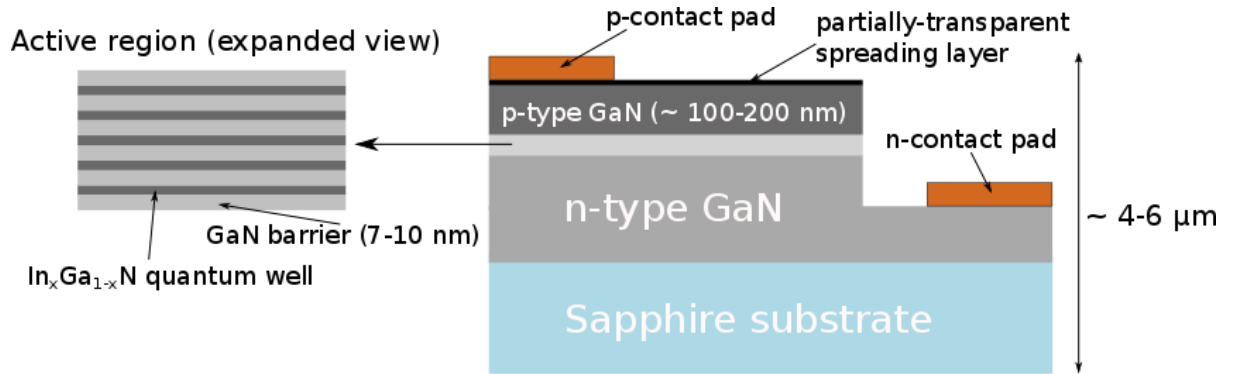 Active region (expanded view)
p-contact pad
partially-transparent
spreading layer
p-type GaN (~ 100-200 nm)
n-contact pad
n-type GaN
~ 4-6 μm
GaN barrier (7-10 nm)
InₓGa₁₋ₓN quantum well
Sapphire substrate